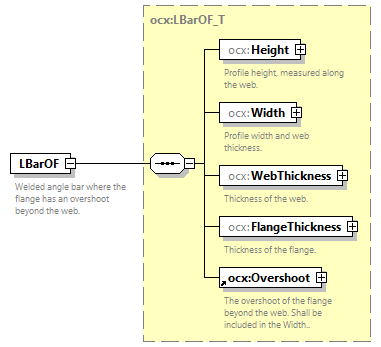 ocx:LBarOF_T
ocx:Height
Profile height, measured along
the web.
ocx:Width
Profile width and web
thickness.
LBarOF
Welded angle bar where the
flange has an overshoot
beyond the web.
ocx:WebThickness
Thickness of the web.
ocx:FlangeThickness
Thickness of the flange.
ocx:Overshoot
The overshoot of the flange
beyond the web. Shall be
included in the Width..